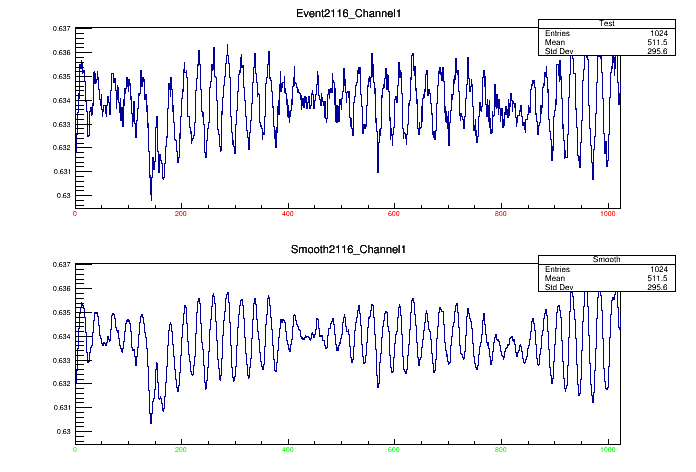 Event2116_Channel1
Test
Entries 1024
Mean 511.5
Std Dev 295.6
0.637
0.636
0.635
0.634
0.633
0.632
0.631
0.63
0 200 400 600 800 1000
Smooth2116_Channel1
Smooth
Entries 1024
Mean 511.5
Std Dev 295.6
0.637
0.636
0.635
0.634
0.633
0.632
0.631
0.63
0 200 400 600 800 1000